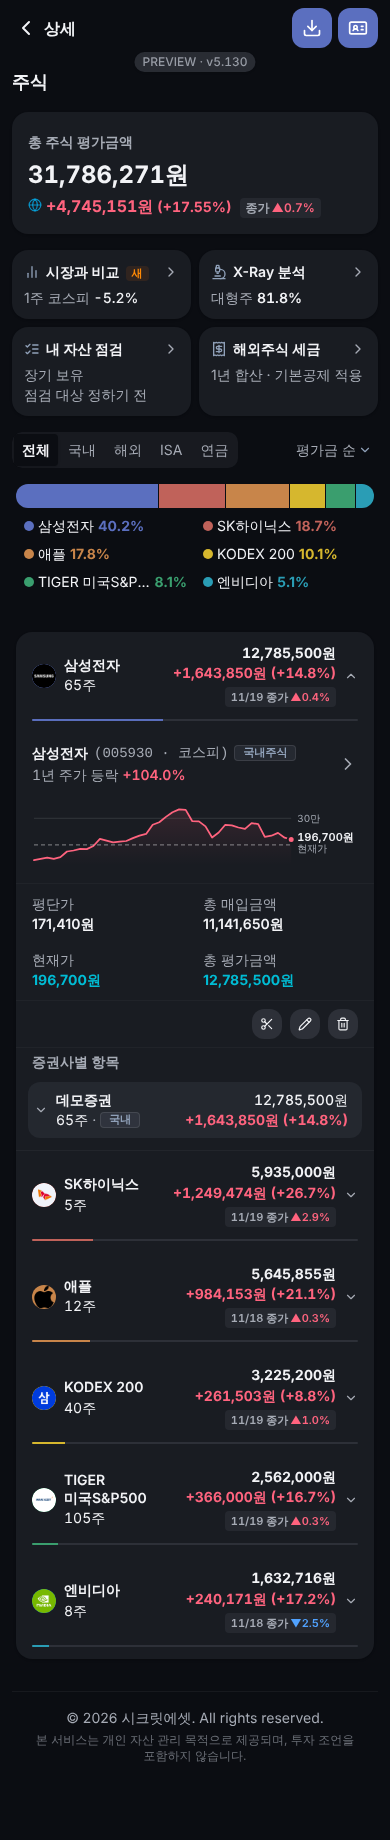 상세
PREVIEW · v5.130
주식
총 주식 평가금액
31,786,271원
+4,745,151원 (+17.55%) 종가 ▲0.7%
시장과 비교 새
1주 코스피 -5.2%
X-Ray 분석
대형주 81.8%
내 자산 점검
장기 보유
점검 대상 정하기 전
해외주식 세금
1년 합산 · 기본공제 적용
전체 국내 해외 ISA 연금 평가금 순
삼성전자 40.2% SK하이닉스 18.7%
애플 17.8% KODEX 200 10.1%
TIGER 미국S&P... 8.1% 엔비디아 5.1%
SAMSUNG
삼성전자
65주
12,785,500원
+1,643,850원 (+14.8%)
11/19 종가 ▲0.4%
삼성전자 (005930 · 코스피) 국내주식
1년 주가 등락 +104.0%
30만
196,700원
현재가
평단가
171,410원
총 매입금액
11,141,650원
현재가
196,700원
총 평가금액
12,785,500원
증권사별 항목
데모증권 12,785,500원
65주 · 국내 +1,643,850원 (+14.8%)
SK하이닉스
5주
5,935,000원
+1,249,474원 (+26.7%)
11/19 종가 ▲2.9%
애플
12주
5,645,855원
+984,153원 (+21.1%)
11/18 종가 ▲0.3%
삼
KODEX 200
40주
3,225,200원
+261,503원 (+8.8%)
11/19 종가 ▲1.0%
TIGER
미국S&P500
105주
2,562,000원
+366,000원 (+16.7%)
11/19 종가 ▲0.3%
NVIDIA
엔비디아
8주
1,632,716원
+240,171원 (+17.2%)
11/18 종가 ▼2.5%
© 2026 시크릿에셋. All rights reserved.
본 서비스는 개인 자산 관리 목적으로 제공되며, 투자 조언을
포함하지 않습니다.